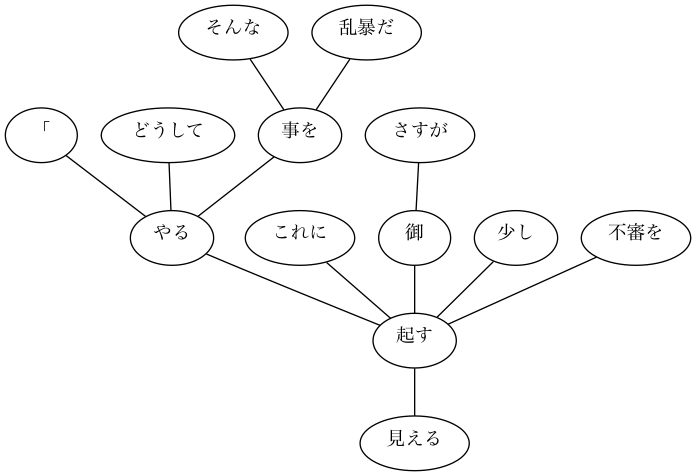 そんな
乱暴だ
「
どうして
事を
さすが
やる
これに
御
少し
不審を
起す
見える